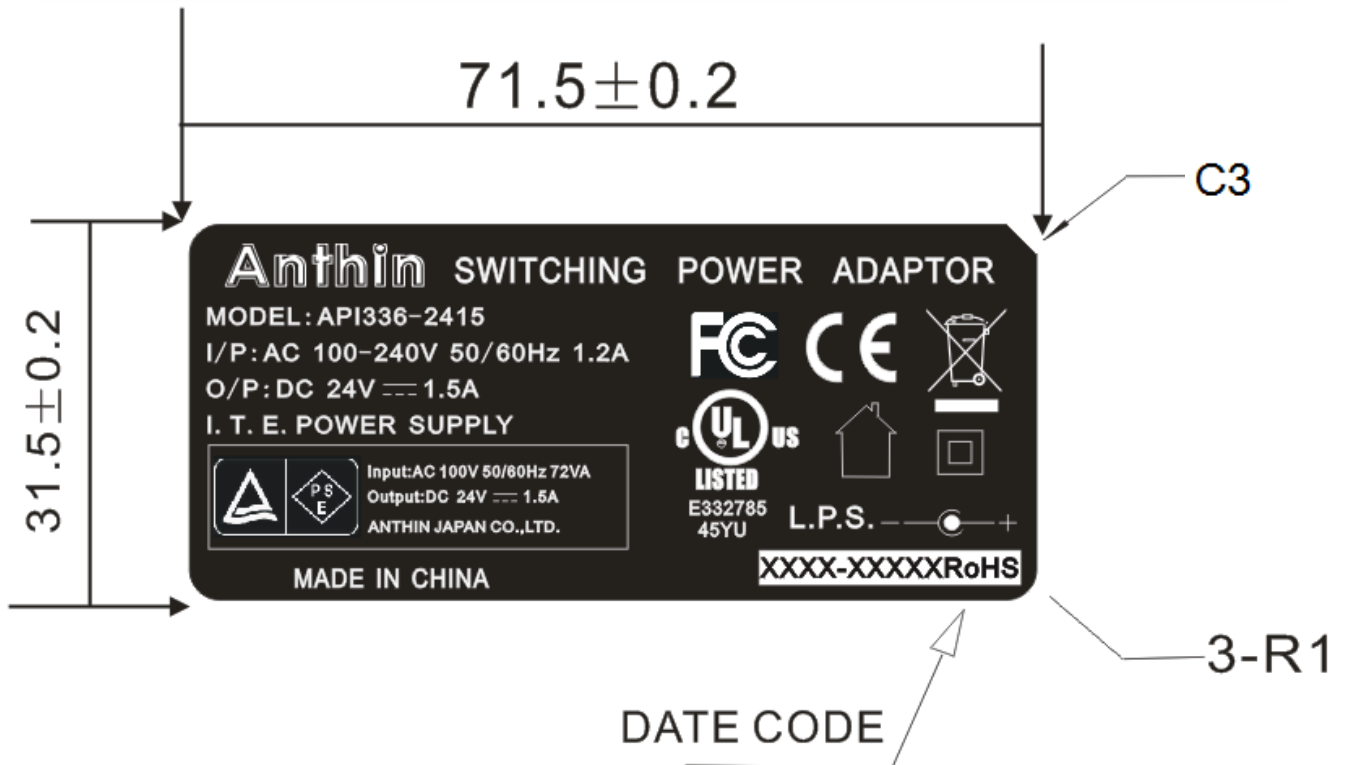 71.5±0.2
C3
31.5±0.2
Anthin SWITCHING POWER ADAPTOR
MODEL: API336-2415
I/P: AC 100-240V 50/60Hz 1.2A
O/P: DC 24V ⎓ 1.5A
I. T. E. POWER SUPPLY
FC CE
C UL US
LISTED
E332785
45YU
PS
E
Input:AC 100V 50/60Hz 72VA
Output:DC 24V ⎓ 1.5A
ANTHIN JAPAN CO.,LTD.
L.P.S. - +
MADE IN CHINA
XXXX-XXXXXRoHS
3-R1
DATE CODE